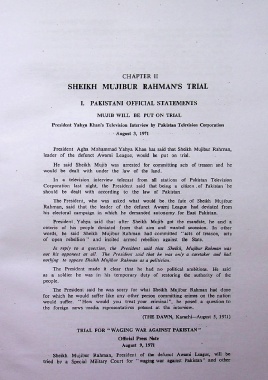 CHAPTER II
SHEIKH MUJIBUR RAHMAN'S TRIAL
I. PAKISTANI OFFICIAL STATEMENTS
MUJIB WILL BE PUT ON TRIAL
President Yahya Khan's Television Interview by Pakistan Television Corporation
August 3, 1971
President Agha Mohammad Yahya Khan has said that Sheikh Mujibur Rahman,
leader of the defunct Awami League, would be put on trial.
He said Sheikh Mujib was arrested for committing acts of treason and he
would be dealt with under the law of the land.
In a television interview telecast from all stations of Pakistan Television
Corporation last night, the President said that being a citizen of Pakistan he
should be dealt with according to the law of Pakistan.
The President, who was asked what would be the fate of Sheikh Mujibur
Rahman, said that the leader of the defunct Awami League had deviated from
his electoral campaign in which he demanded autonomy for East Pakistan.
President Yahya said that after Sheikh Mujib got the mandate, he and a
coterie of his people deviated from that aim and wanted secession. In other
words, he said Sheikh Mujibur Rahman had committed "acts of treason, acts
of open rebellion" and incited armed rebellion against the State.
In reply to a question, the President said that Sheikh Mujibur Rahman was
not his opponent at all. The President said that he was only a caretaker and had
nothing to oppose Sheikh Mujibur Rahman as a politician.
The President made it clear that he had no political ambitions. He said
as a soldier he was in his temporary duty of restoring the authority of the
people.
The President said he was sorry for what Sheikh Mujibur Rahman had done
for which he would suffer like any other person committing crimes on the nation
would suffer. "How would you treat your criminal", he posed a question to
the foreign news media representatives present at the interview.
(THE DAWN, Karachi—August 5, 1971)
TRIAL FOR "WAGING WAR AGAINST PAKISTAN"
Official Press Note
August 9, 1971
Sheikh Mujibur Rahman, President of the defunct Awami League, will be
tried by a Special Military Court for "waging war against Pakistan" and other